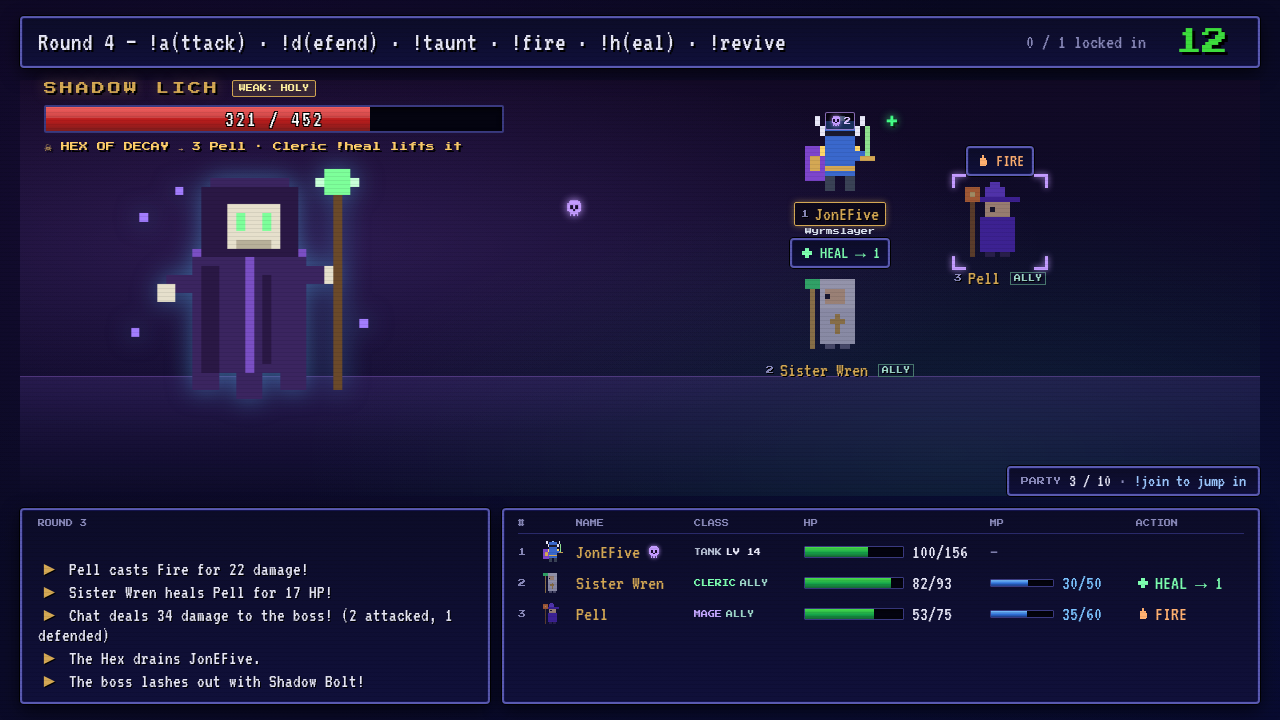 Round 4 - !a(ttack) · !d(efend) · !taunt · !fire · !h(eal) · !revive
0 / 1 locked in
12
SHADOW LICH
WEAK: HOLY
321 / 452
HEX OF DECAY → 3 Pell · Cleric !heal lifts it
2
1 JonEFive
Wyrmslayer
HEAL → 1
FIRE
3 Pell ALLY
2 Sister Wren ALLY
PARTY 3 / 10 · !join to jump in
ROUND 3
► Pell casts Fire for 22 damage!
► Sister Wren heals Pell for 17 HP!
► Chat deals 34 damage to the boss! (2 attacked, 1
defended)
► The Hex drains JonEFive.
► The boss lashes out with Shadow Bolt!
# NAME CLASS HP MP ACTION
1 JonEFive TANK LV 14 100/156 -
2 Sister Wren CLERIC ALLY 82/93 30/50 HEAL → 1
3 Pell MAGE ALLY 53/75 35/60 FIRE